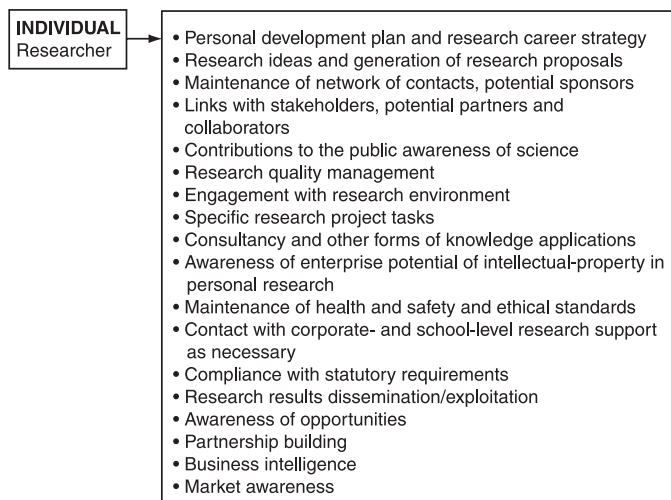 INDIVIDUAL
Researcher
• Personal development plan and research career strategy
• Research ideas and generation of research proposals
• Maintenance of network of contacts, potential sponsors
• Links with stakeholders, potential partners and
collaborators
• Contributions to the public awareness of science
• Research quality management
• Engagement with research environment
• Specific research project tasks
• Consultancy and other forms of knowledge applications
• Awareness of enterprise potential of intellectual-property in
personal research
• Maintenance of health and safety and ethical standards
• Contact with corporate- and school-level research support
as necessary
• Compliance with statutory requirements
• Research results dissemination/exploitation
• Awareness of opportunities
• Partnership building
• Business intelligence
• Market awareness